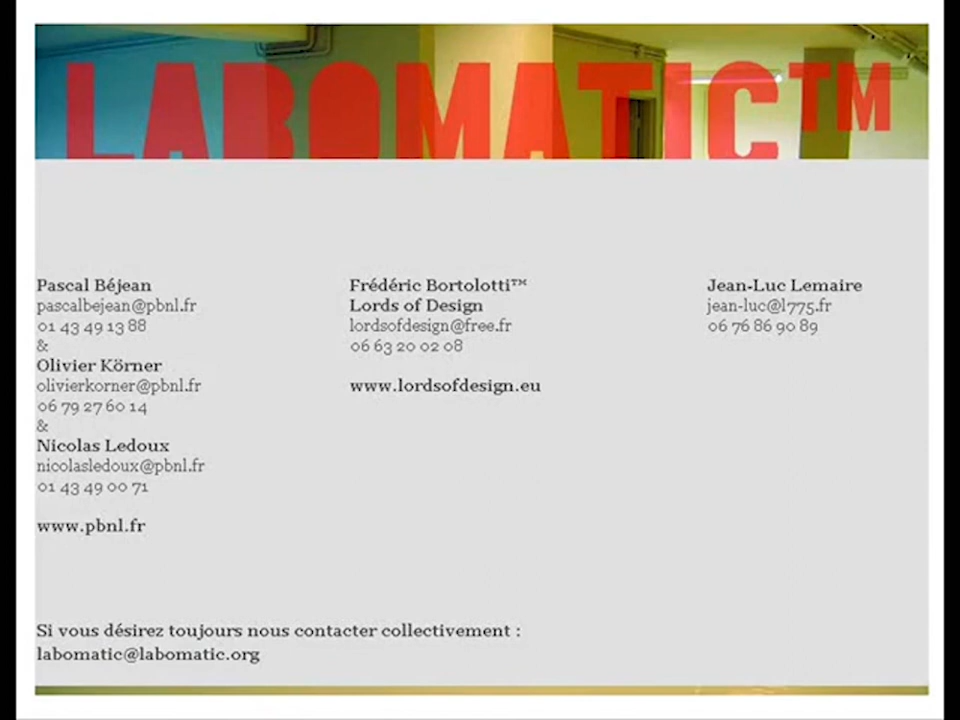 LABOMATIC™
Pascal Béjean
pascalbejean@pbnl.fr
01 43 49 13 88
&
Olivier Körner
olivierkorner@pbnl.fr
06 79 27 60 14
&
Nicolas Ledoux
nicolasledoux@pbnl.fr
01 43 49 00 71
www.pbnl.fr
Frédéric Bortolotti™
Lords of Design
lordsofdesign@free.fr
06 63 20 02 08
www.lordsofdesign.eu
Jean-Luc Lemaire
jean-luc@l775.fr
06 76 86 90 89
Si vous désirez toujours nous contacter collectivement :
labomatic@labomatic.org